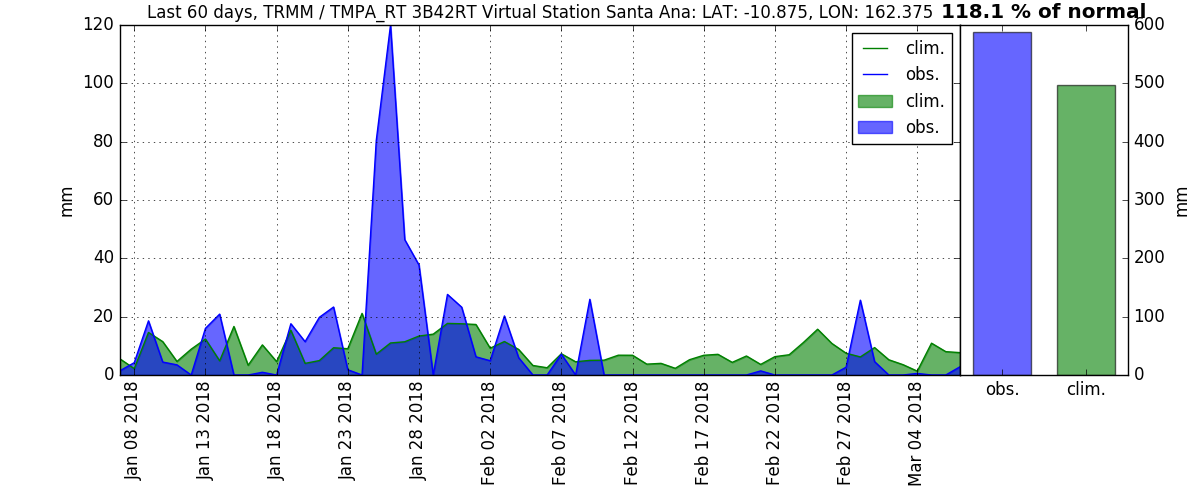 Last 60 days, TRMM / TMPA_RT 3B42RT Virtual Station Santa Ana: LAT: -10.875, LON: 162.375
118.1 % of normal
120
100
80
60
40
20
0
mm
clim.
obs.
clim.
obs.
600
500
400
300
200
100
0
mm
obs.
clim.
Jan 08 2018
Jan 13 2018
Jan 18 2018
Jan 23 2018
Jan 28 2018
Feb 02 2018
Feb 07 2018
Feb 12 2018
Feb 17 2018
Feb 22 2018
Feb 27 2018
Mar 04 2018